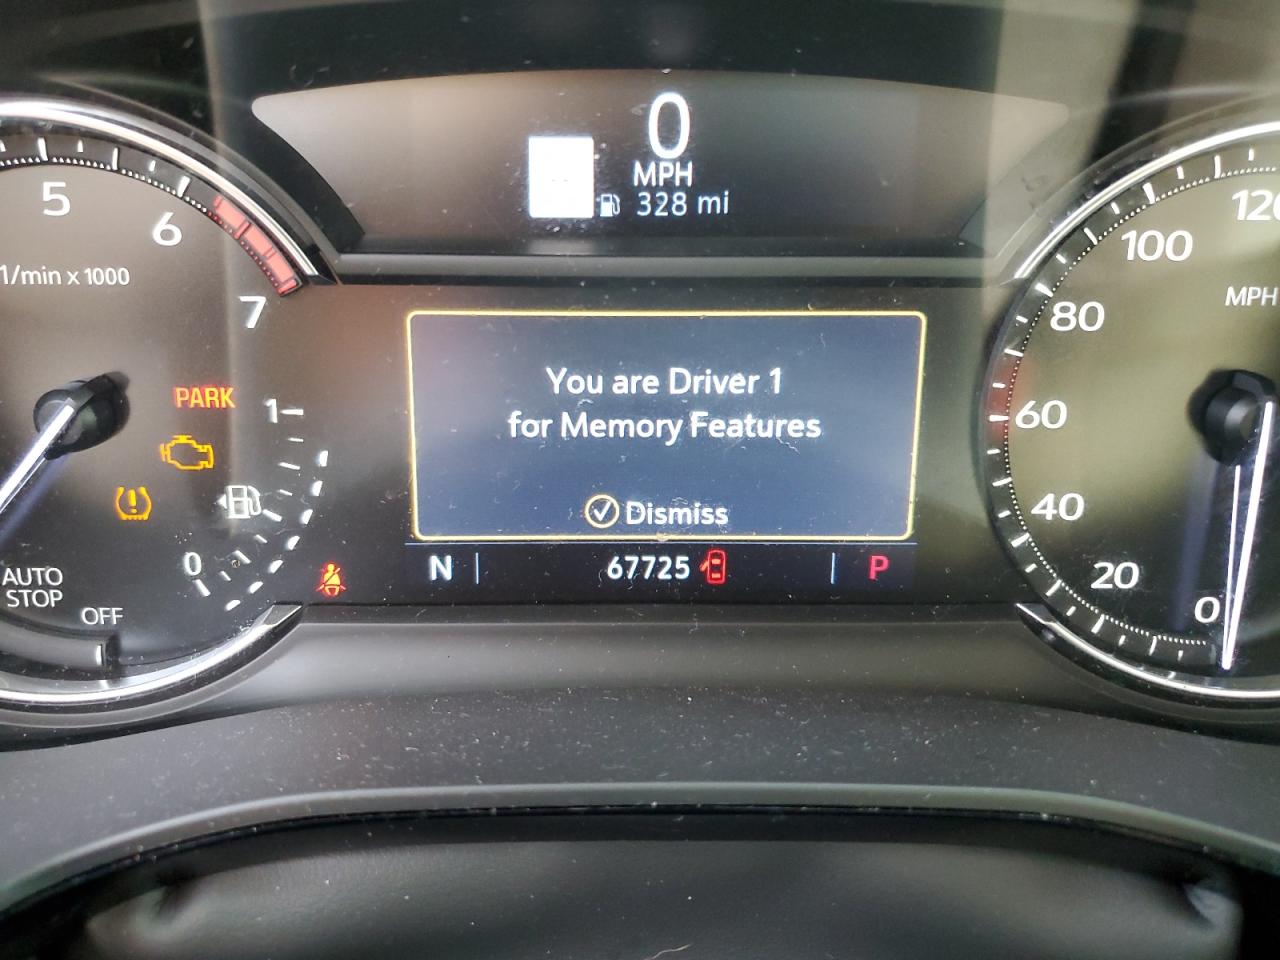 0
MPH
328 mi
5
6
7
1/min x 1000
PARK
1
0
AUTO
STOP
OFF
You are Driver 1
for Memory Features
Dismiss
N
67725
P
120
100
MPH
80
60
40
20
0